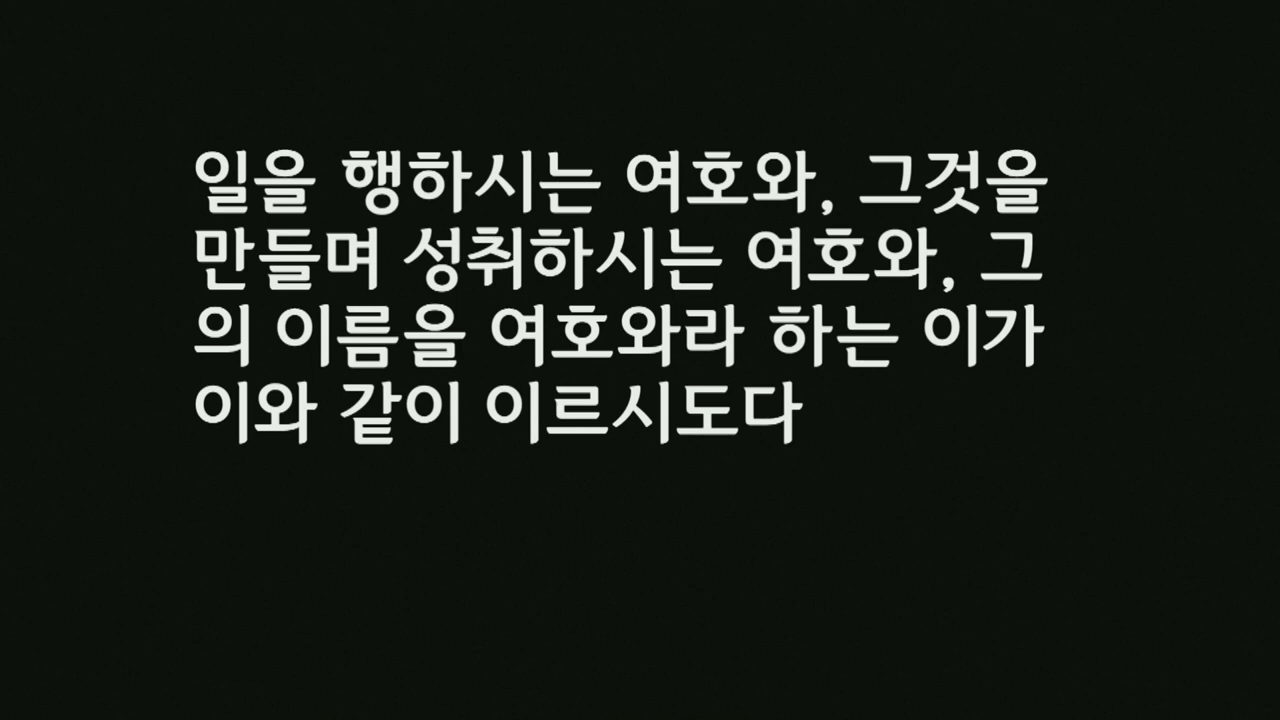 일을 행하시는 여호와, 그것을
만들며 성취하시는 여호와, 그
의 이름을 여호와라 하는 이가
이와 같이 이르시도다